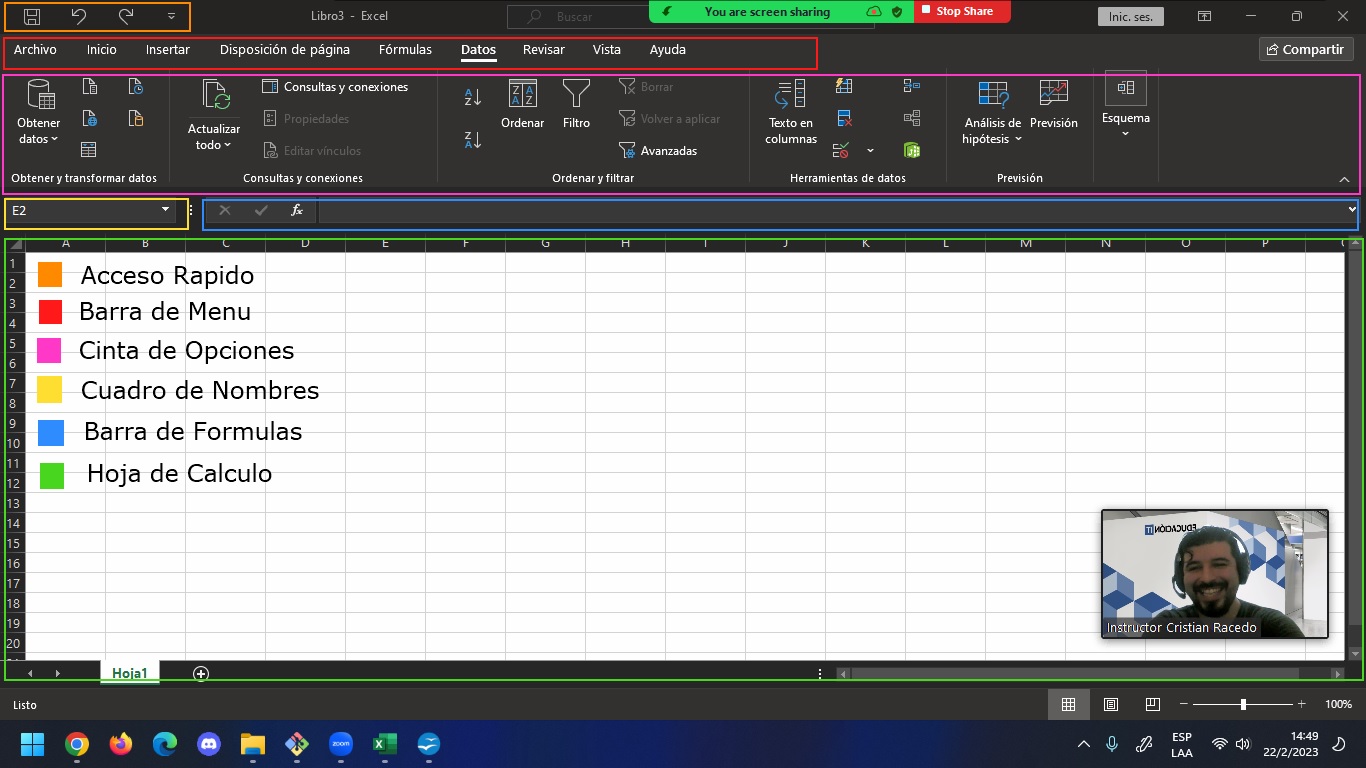 Libro3 - Excel
Buscar
You are screen sharing
Stop Share
Inic. ses.
Archivo Inicio Insertar Disposición de página Fórmulas Datos Revisar Vista Ayuda
Compartir
Obtener datos
Actualizar todo
Consultas y conexiones
Propiedades
Editar vínculos
Ordenar
Filtro
Borrar
Volver a aplicar
Avanzadas
Texto en columnas
Análisis de hipótesis
Previsión
Esquema
Obtener y transformar datos
Consultas y conexiones
Ordenar y filtrar
Herramientas de datos
Previsión
E2
fx
A B C D E F G H I J K L M N O P
1
2
3
4
5
6
7
8
9
10
11
12
13
14
15
16
17
18
19
20
Acceso Rapido
Barra de Menu
Cinta de Opciones
Cuadro de Nombres
Barra de Formulas
Hoja de Calculo
EDUCACIÓN IT
Instructor Cristian Racedo
Hoja1
Listo
100%
zoom
ESP
LAA
14:49
22/2/2023